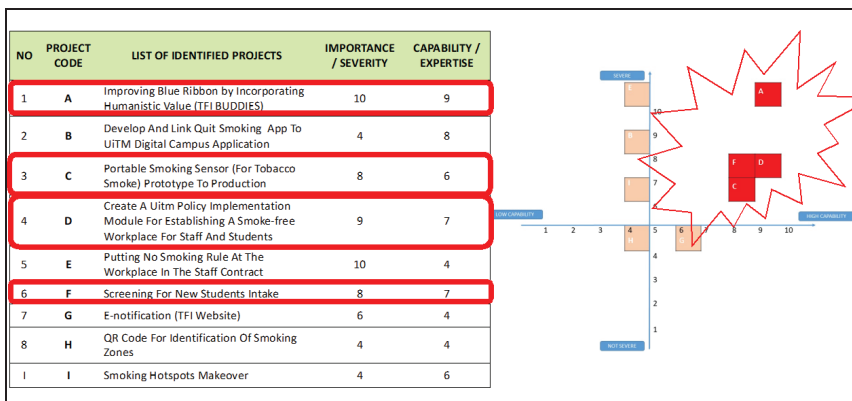 NO PROJECT CODE LIST OF IDENTIFIED PROJECTS IMPORTANCE / SEVERITY CAPABILITY / EXPERTISE
1 A Improving Blue Ribbon by Incorporating
Humanistic Value (TFI BUDDIES) 10 9
2 B Develop And Link Quit Smoking App To
UiTM Digital Campus Application 4 8
3 C Portable Smoking Sensor (For Tobacco
Smoke) Prototype To Production 8 6
4 D Create A Uitm Policy Implementation
Module For Establishing A Smoke-free
Workplace For Staff And Students 9 7
5 E Putting No Smoking Rule At The
Workplace In The Staff Contract 10 4
6 F Screening For New Students Intake 8 7
7 G E-notification (TFI Website) 6 4
8 H QR Code For Identification Of Smoking
Zones 4 4
I I Smoking Hotspots Makeover 4 6
SEVERE
E
A
10
B
9
8
F D
I
7
C
6
LOW CAPABILITY
HIGH CAPABILITY
1 2 3 4 5 6 7 8 9 10
H
G
5
4
3
2
1
NOT SEVERE